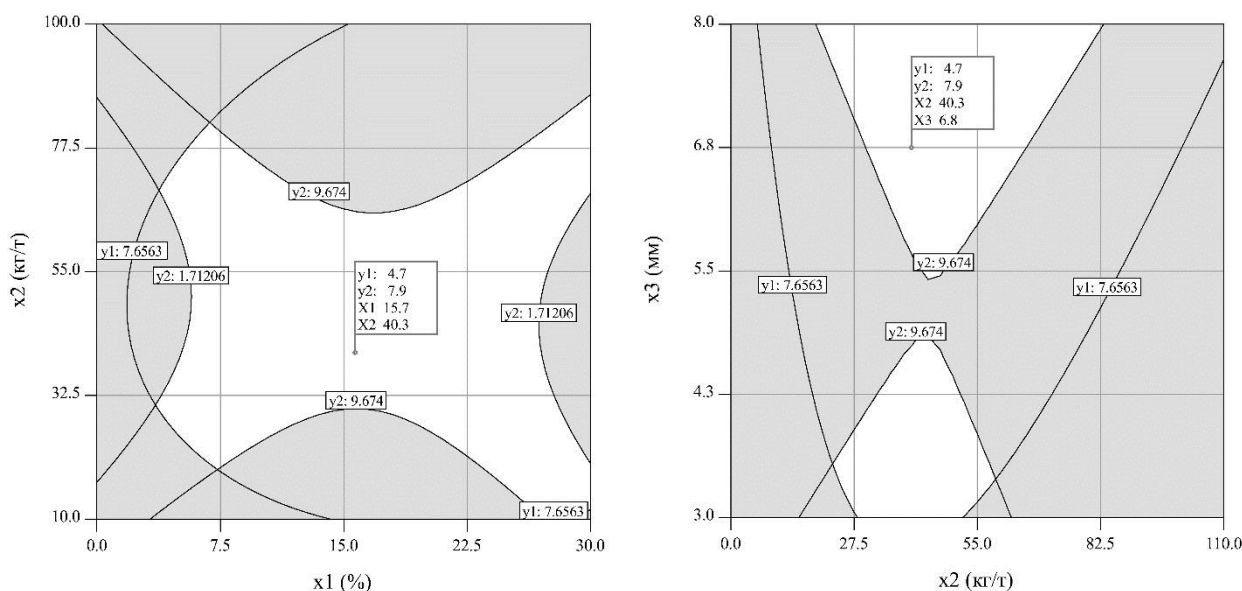 100.0
77.5
55.0
32.5
10.0
x2 (кг/т)
y2: 9.674
y1: 7.6563
y2: 1.71206
y1: 4.7
y2: 7.9
X1 15.7
X2 40.3
y2: 1.71206
y2: 9.674
y1: 7.6563
0.0 7.5 15.0 22.5 30.0
x1 (%)
8.0
6.8
5.5
4.3
3.0
x3 (мм)
y1: 4.7
y2: 7.9
X2 40.3
X3 6.8
y2: 9.674
y1: 7.6563
y1: 7.6563
y2: 9.674
0.0 27.5 55.0 82.5 110.0
x2 (кг/т)